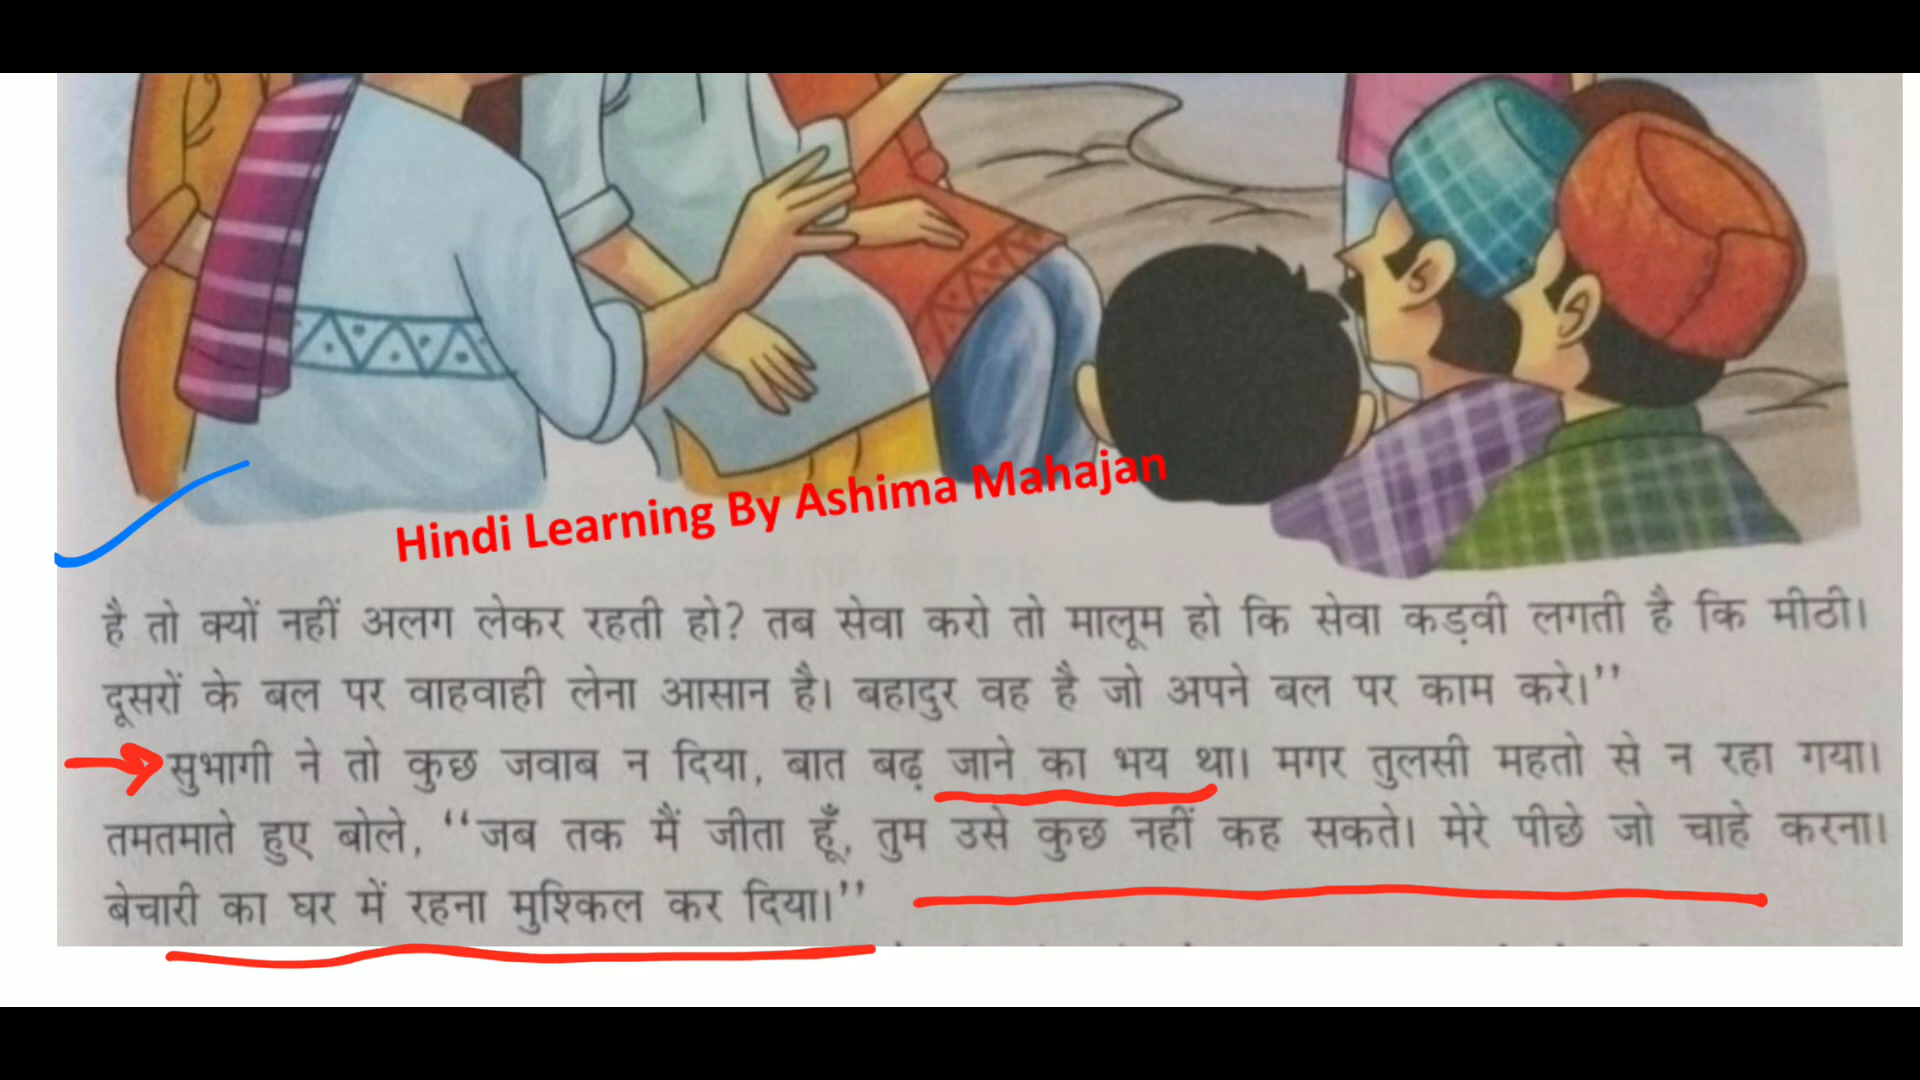 Hindi Learning By Ashima Mahajan
है तो क्यों नहीं अलग लेकर रहती हो? तब सेवा करो तो मालूम हो कि सेवा कड़वी लगती है कि मीठी।
दूसरों के बल पर वाहवाही लेना आसान है। बहादुर वह है जो अपने बल पर काम करे।’’
सुभागी ने तो कुछ जवाब न दिया, बात बढ़ जाने का भय था। मगर तुलसी महतो से न रहा गया।
तमतमाते हुए बोले, ‘‘जब तक मैं जीता हूँ, तुम उसे कुछ नहीं कह सकते। मेरे पीछे जो चाहे करना।
बेचारी का घर में रहना मुश्किल कर दिया।’’